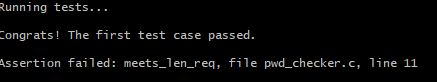 Running tests...
Congrats! The first test case passed.
Assertion failed: meets_len_req, file pwd_checker.c, line 11